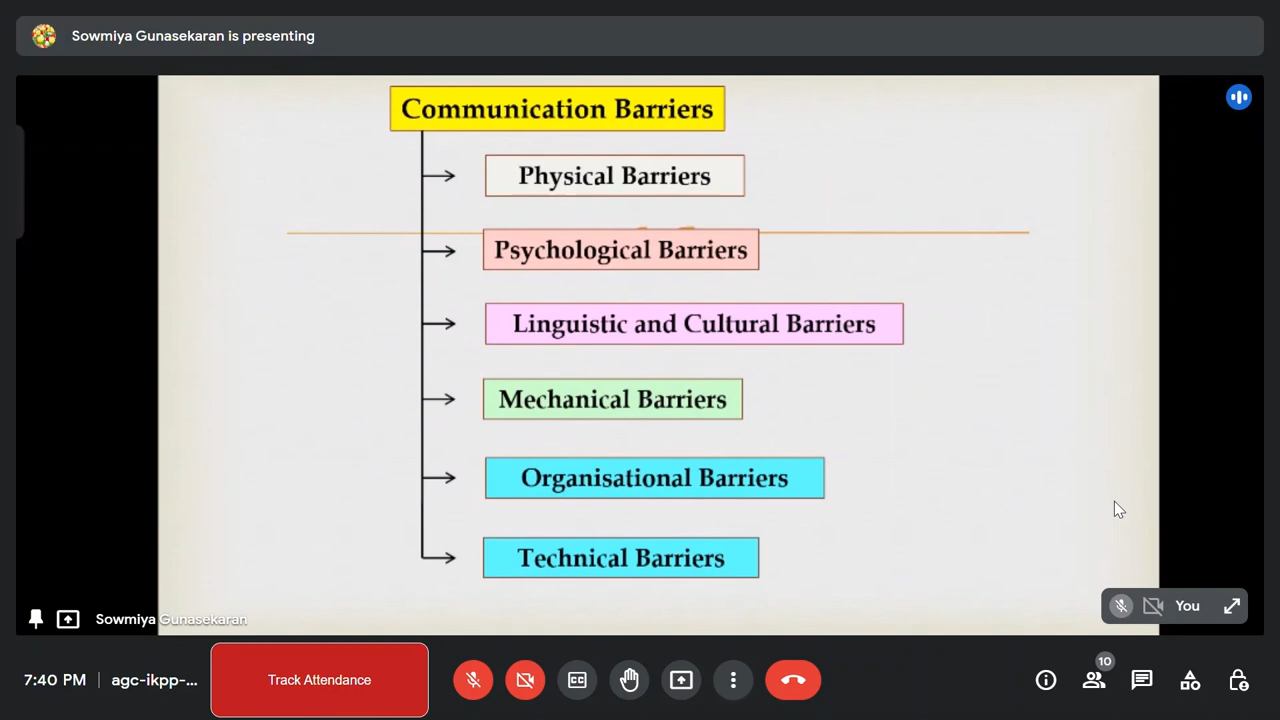 Sowmiya Gunasekaran is presenting
Communication Barriers
Physical Barriers
Psychological Barriers
Linguistic and Cultural Barriers
Mechanical Barriers
Organisational Barriers
Technical Barriers
You
Sowmiya Gunasekaran
10
7:40 PM | agc-ikpp-...
Track Attendance
CC